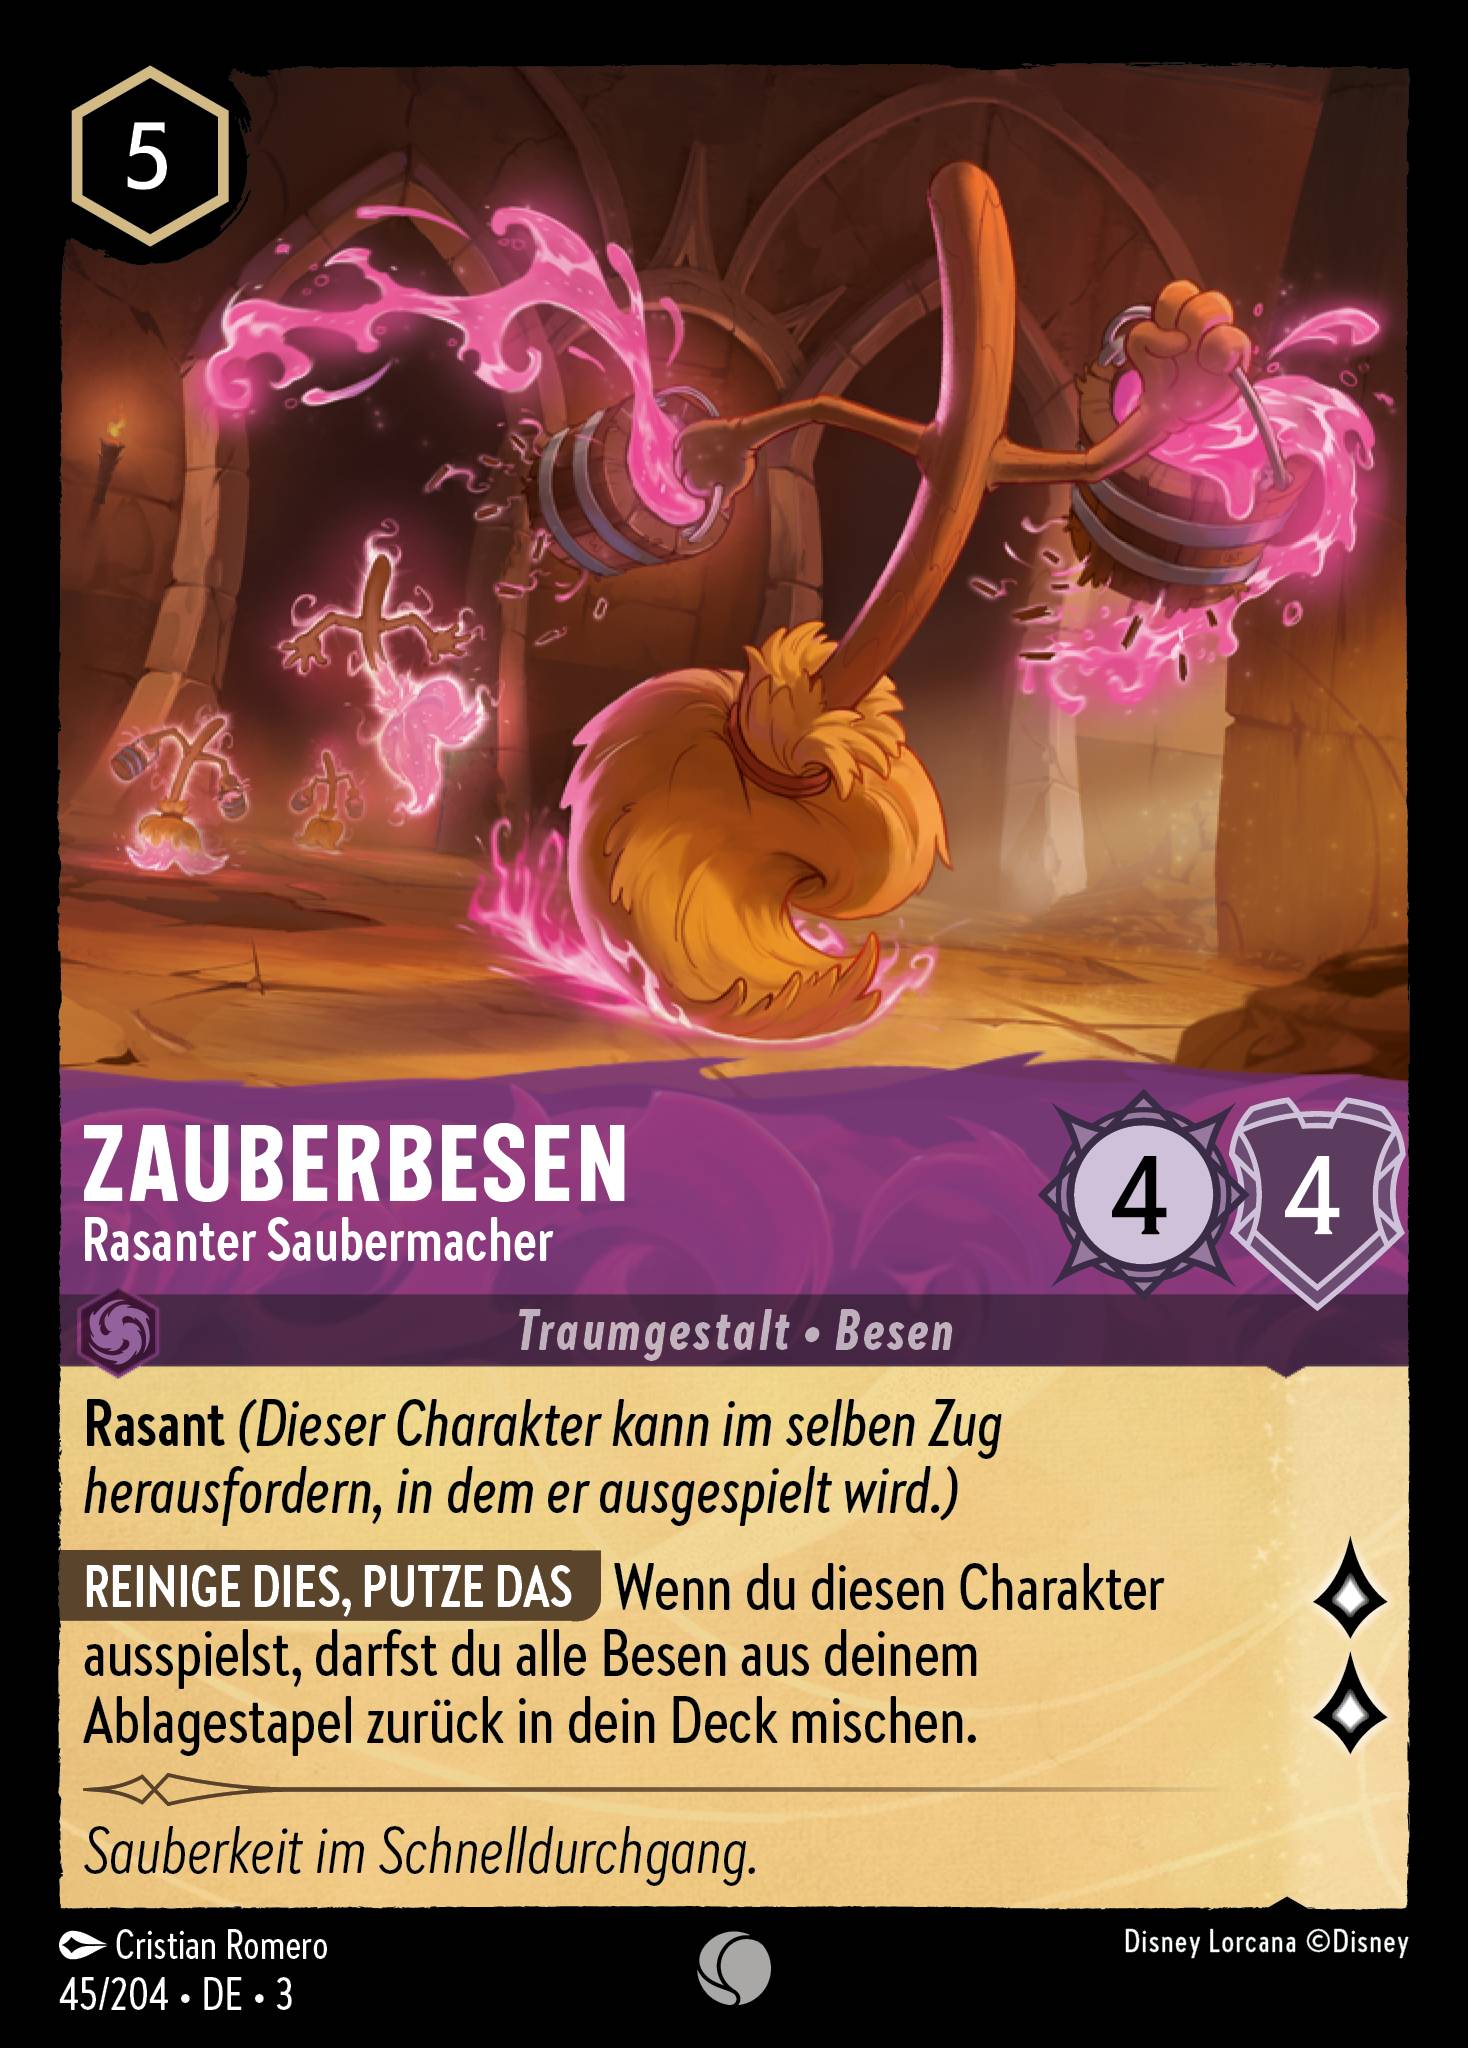 5
ZAUBERBESEN
Rasanter Saubermacher
4 4
Traumgestalt • Besen
Rasant (Dieser Charakter kann im selben Zug
herausfordern, in dem er ausgespielt wird.)
REINIGE DIES, PUTZE DAS Wenn du diesen Charakter
ausspielst, darfst du alle Besen aus deinem
Ablagestapel zurück in dein Deck mischen.
Sauberkeit im Schnelldurchgang.
Cristian Romero
Disney Lorcana ©Disney
45/204 • DE • 3